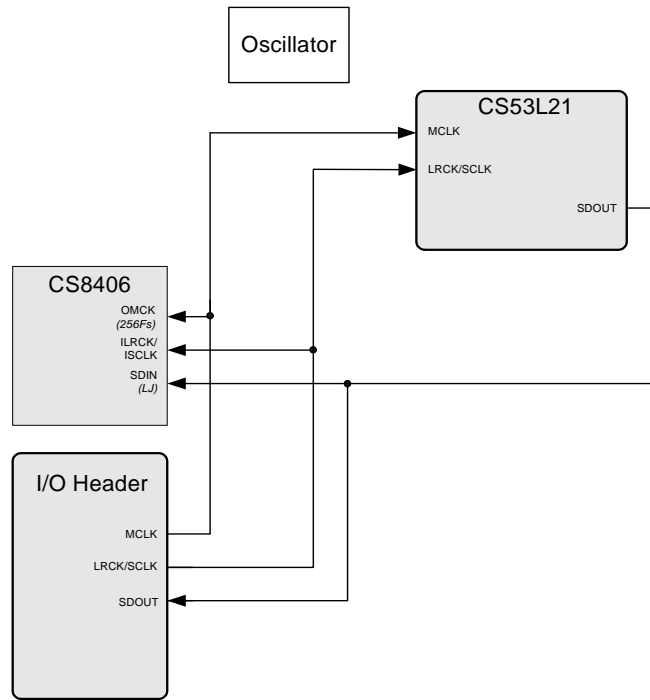 Oscillator
CS53L21
MCLK
LRCK/SCLK
SDOUT
CS8406
OMCK
(256Fs)
ILRCK/
ISCLK
SDIN
(LJ)
I/O Header
MCLK
LRCK/SCLK
SDOUT